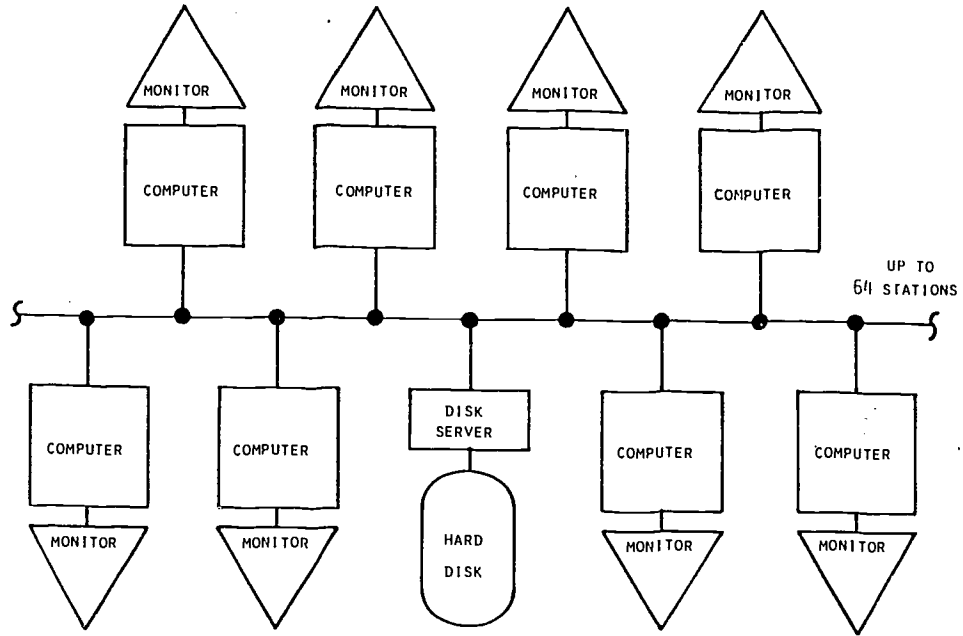 MONITOR
MONITOR
MONITOR
MONITOR
COMPUTER
COMPUTER
COMPUTER
COMPUTER
UP TO
64 STATIONS
COMPUTER
COMPUTER
DISK
SERVER
COMPUTER
COMPUTER
MONITOR
MONITOR
HARD
DISK
MONITOR
MONITOR